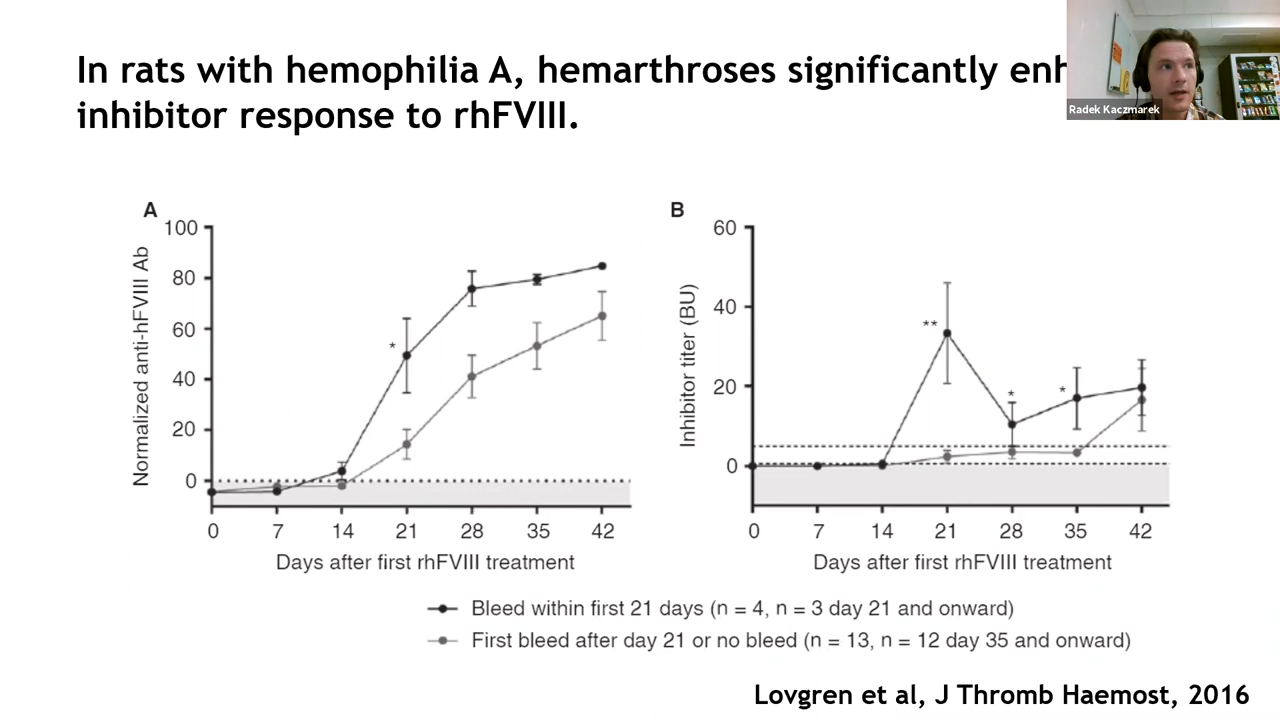 In rats with hemophilia A, hemarthroses significantly enh
inhibitor response to rhFVIII.
Radek Kaczmarek
A
100
80
60
40
20
0
Normalized anti-hFVIII Ab
*
0 7 14 21 28 35 42
Days after first rhFVIII treatment
B
60
40
20
0
Inhibitor titer (BU)
**
*
*
0 7 14 21 28 35 42
Days after first rhFVIII treatment
Bleed within first 21 days (n = 4, n = 3 day 21 and onward)
First bleed after day 21 or no bleed (n = 13, n = 12 day 35 and onward)
Lovgren et al, J Thromb Haemost, 2016